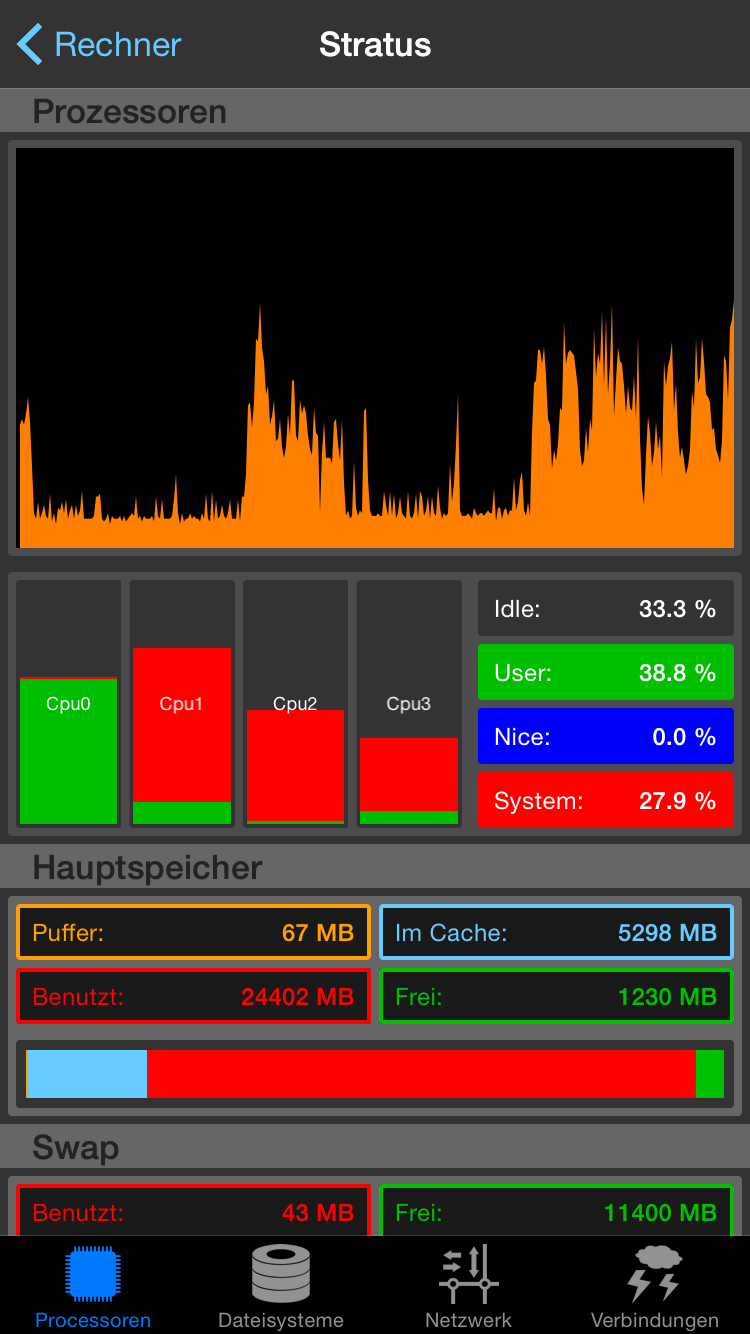 Rechner
Stratus
Prozessoren
Cpu0
Cpu1
Cpu2
Cpu3
Idle: 33.3 %
User: 38.8 %
Nice: 0.0 %
System: 27.9 %
Hauptspeicher
Puffer: 67 MB
Im Cache: 5298 MB
Benutzt: 24402 MB
Frei: 1230 MB
Swap
Benutzt: 43 MB
Frei: 11400 MB
Processoren
Dateisysteme
Netzwerk
Verbindungen